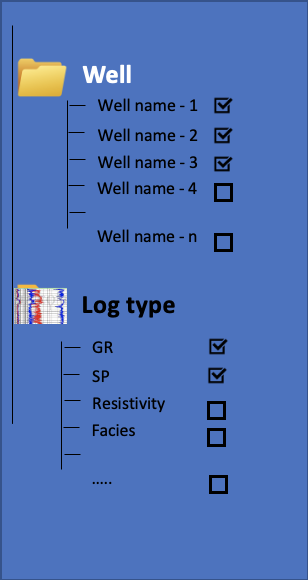 Well
Well name - 1
Well name - 2
Well name - 3
Well name - 4
Well name - n
Log type
GR
SP
Resistivity
Facies
.....